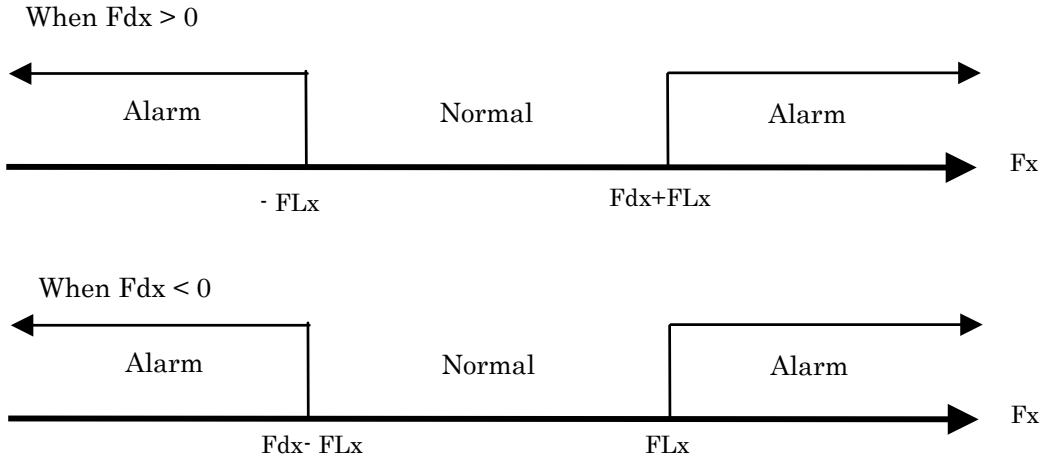 When Fdx > 0
Alarm Normal Alarm
Fx
- FLx Fdx+FLx
When Fdx < 0
Alarm Normal Alarm
Fx
Fdx- FLx FLx